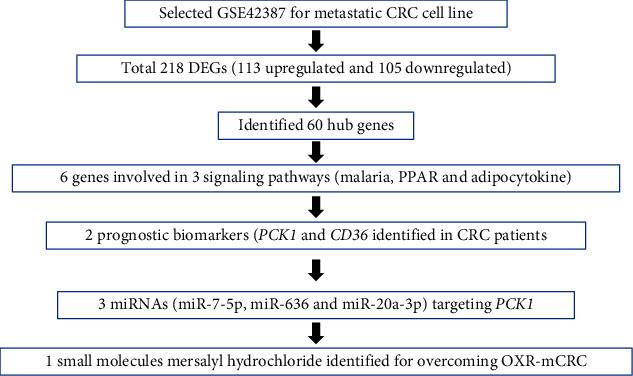 Selected GSE42387 for metastatic CRC cell line
Total 218 DEGs (113 upregulated and 105 downregulated)
Identified 60 hub genes
6 genes involved in 3 signaling pathways (malaria, PPAR and adipocytokine)
2 prognostic biomarkers (PCK1 and CD36 identified in CRC patients
3 miRNAs (miR-7-5p, miR-636 and miR-20a-3p) targeting PCK1
1 small molecules mersalyl hydrochloride identified for overcoming OXR-mCRC